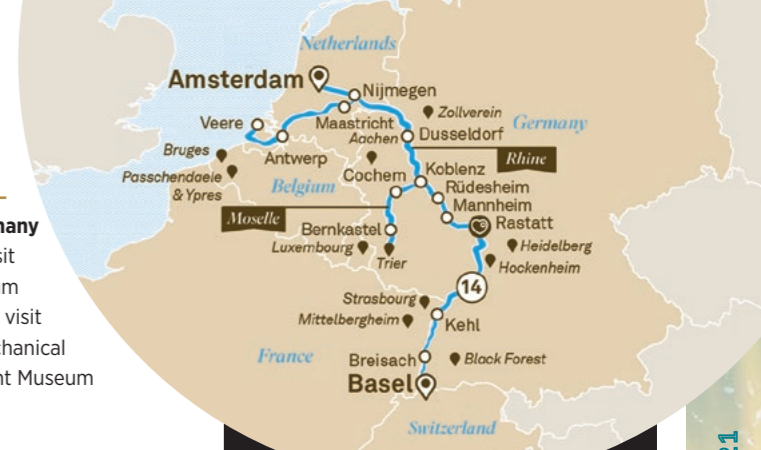 Netherlands
Amsterdam
Nijmegen
Zollverein
Veere
Maastricht
Germany
Aachen
Dusseldorf
Bruges
Antwerp
Rhine
Passchendaele
& Ypres
Cochem
Koblenz
Belgium
Rüdesheim
Mannheim
Moselle
Rastatt
Bernkastel
Luxembourg
Heidelberg
Trier
Hockenheim
14
Strasbourg
Mittelbergheim
Kehl
France
Breisach
Black Forest
Basel
Switzerland
many
sit
um
visit
chanical
nt Museum
21